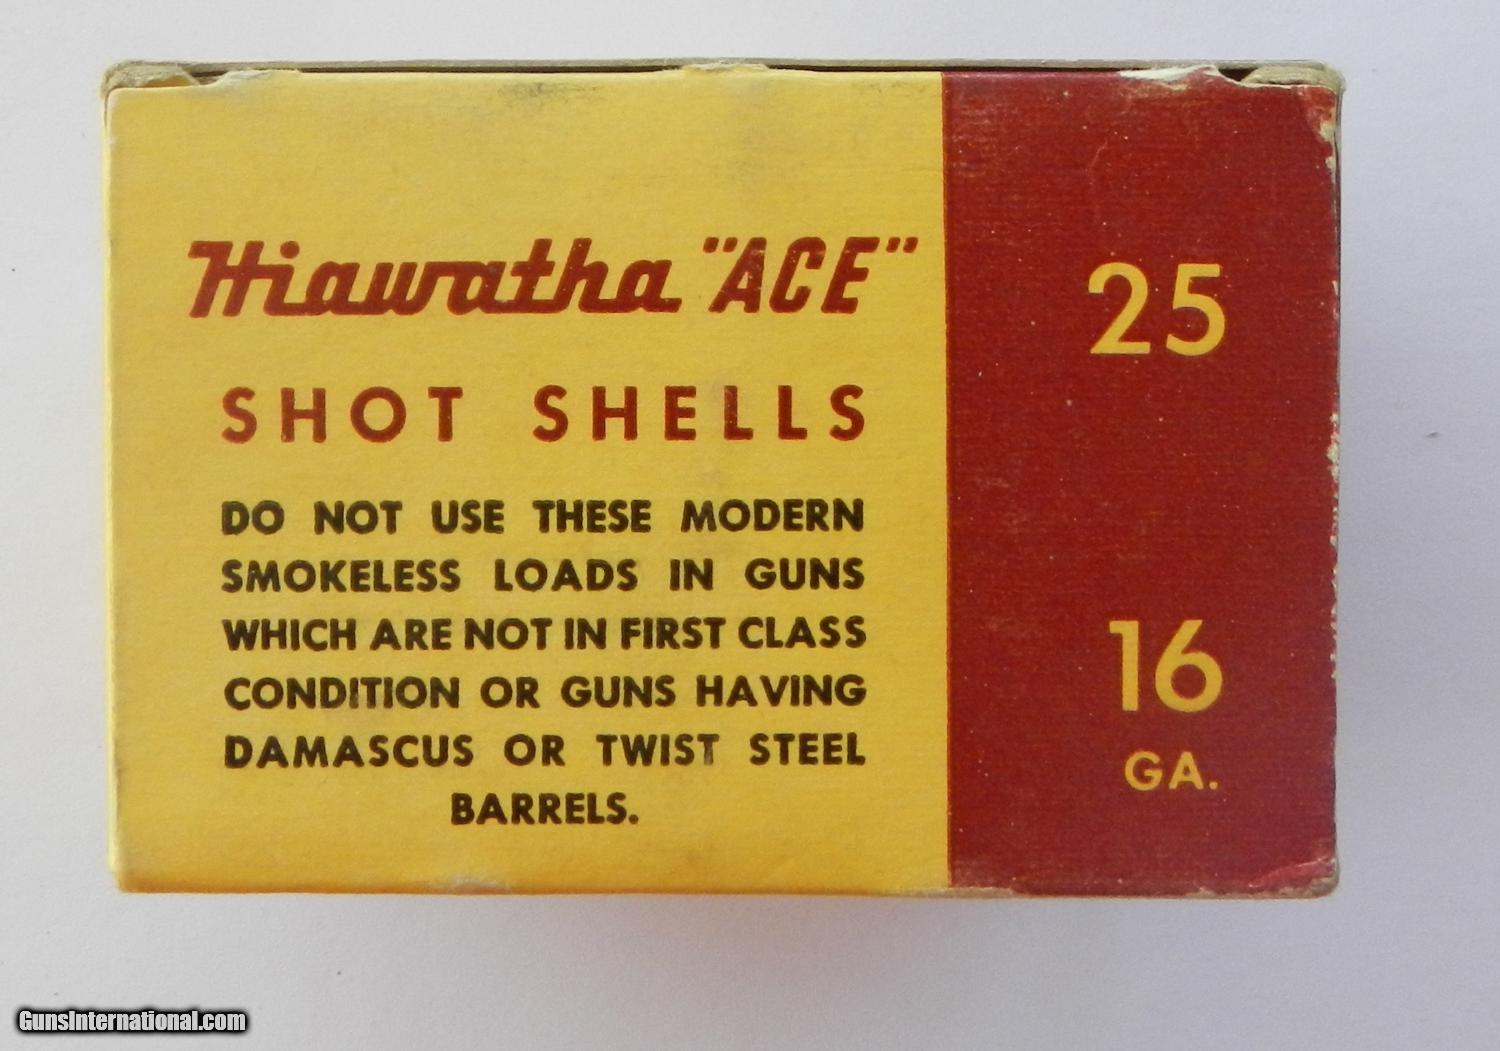 Hiawatha "ACE"
SHOT SHELLS
DO NOT USE THESE MODERN
SMOKELESS LOADS IN GUNS
WHICH ARE NOT IN FIRST CLASS
CONDITION OR GUNS HAVING
DAMASCUS OR TWIST STEEL
BARRELS.
25
16
GA.
GunsInternational.com